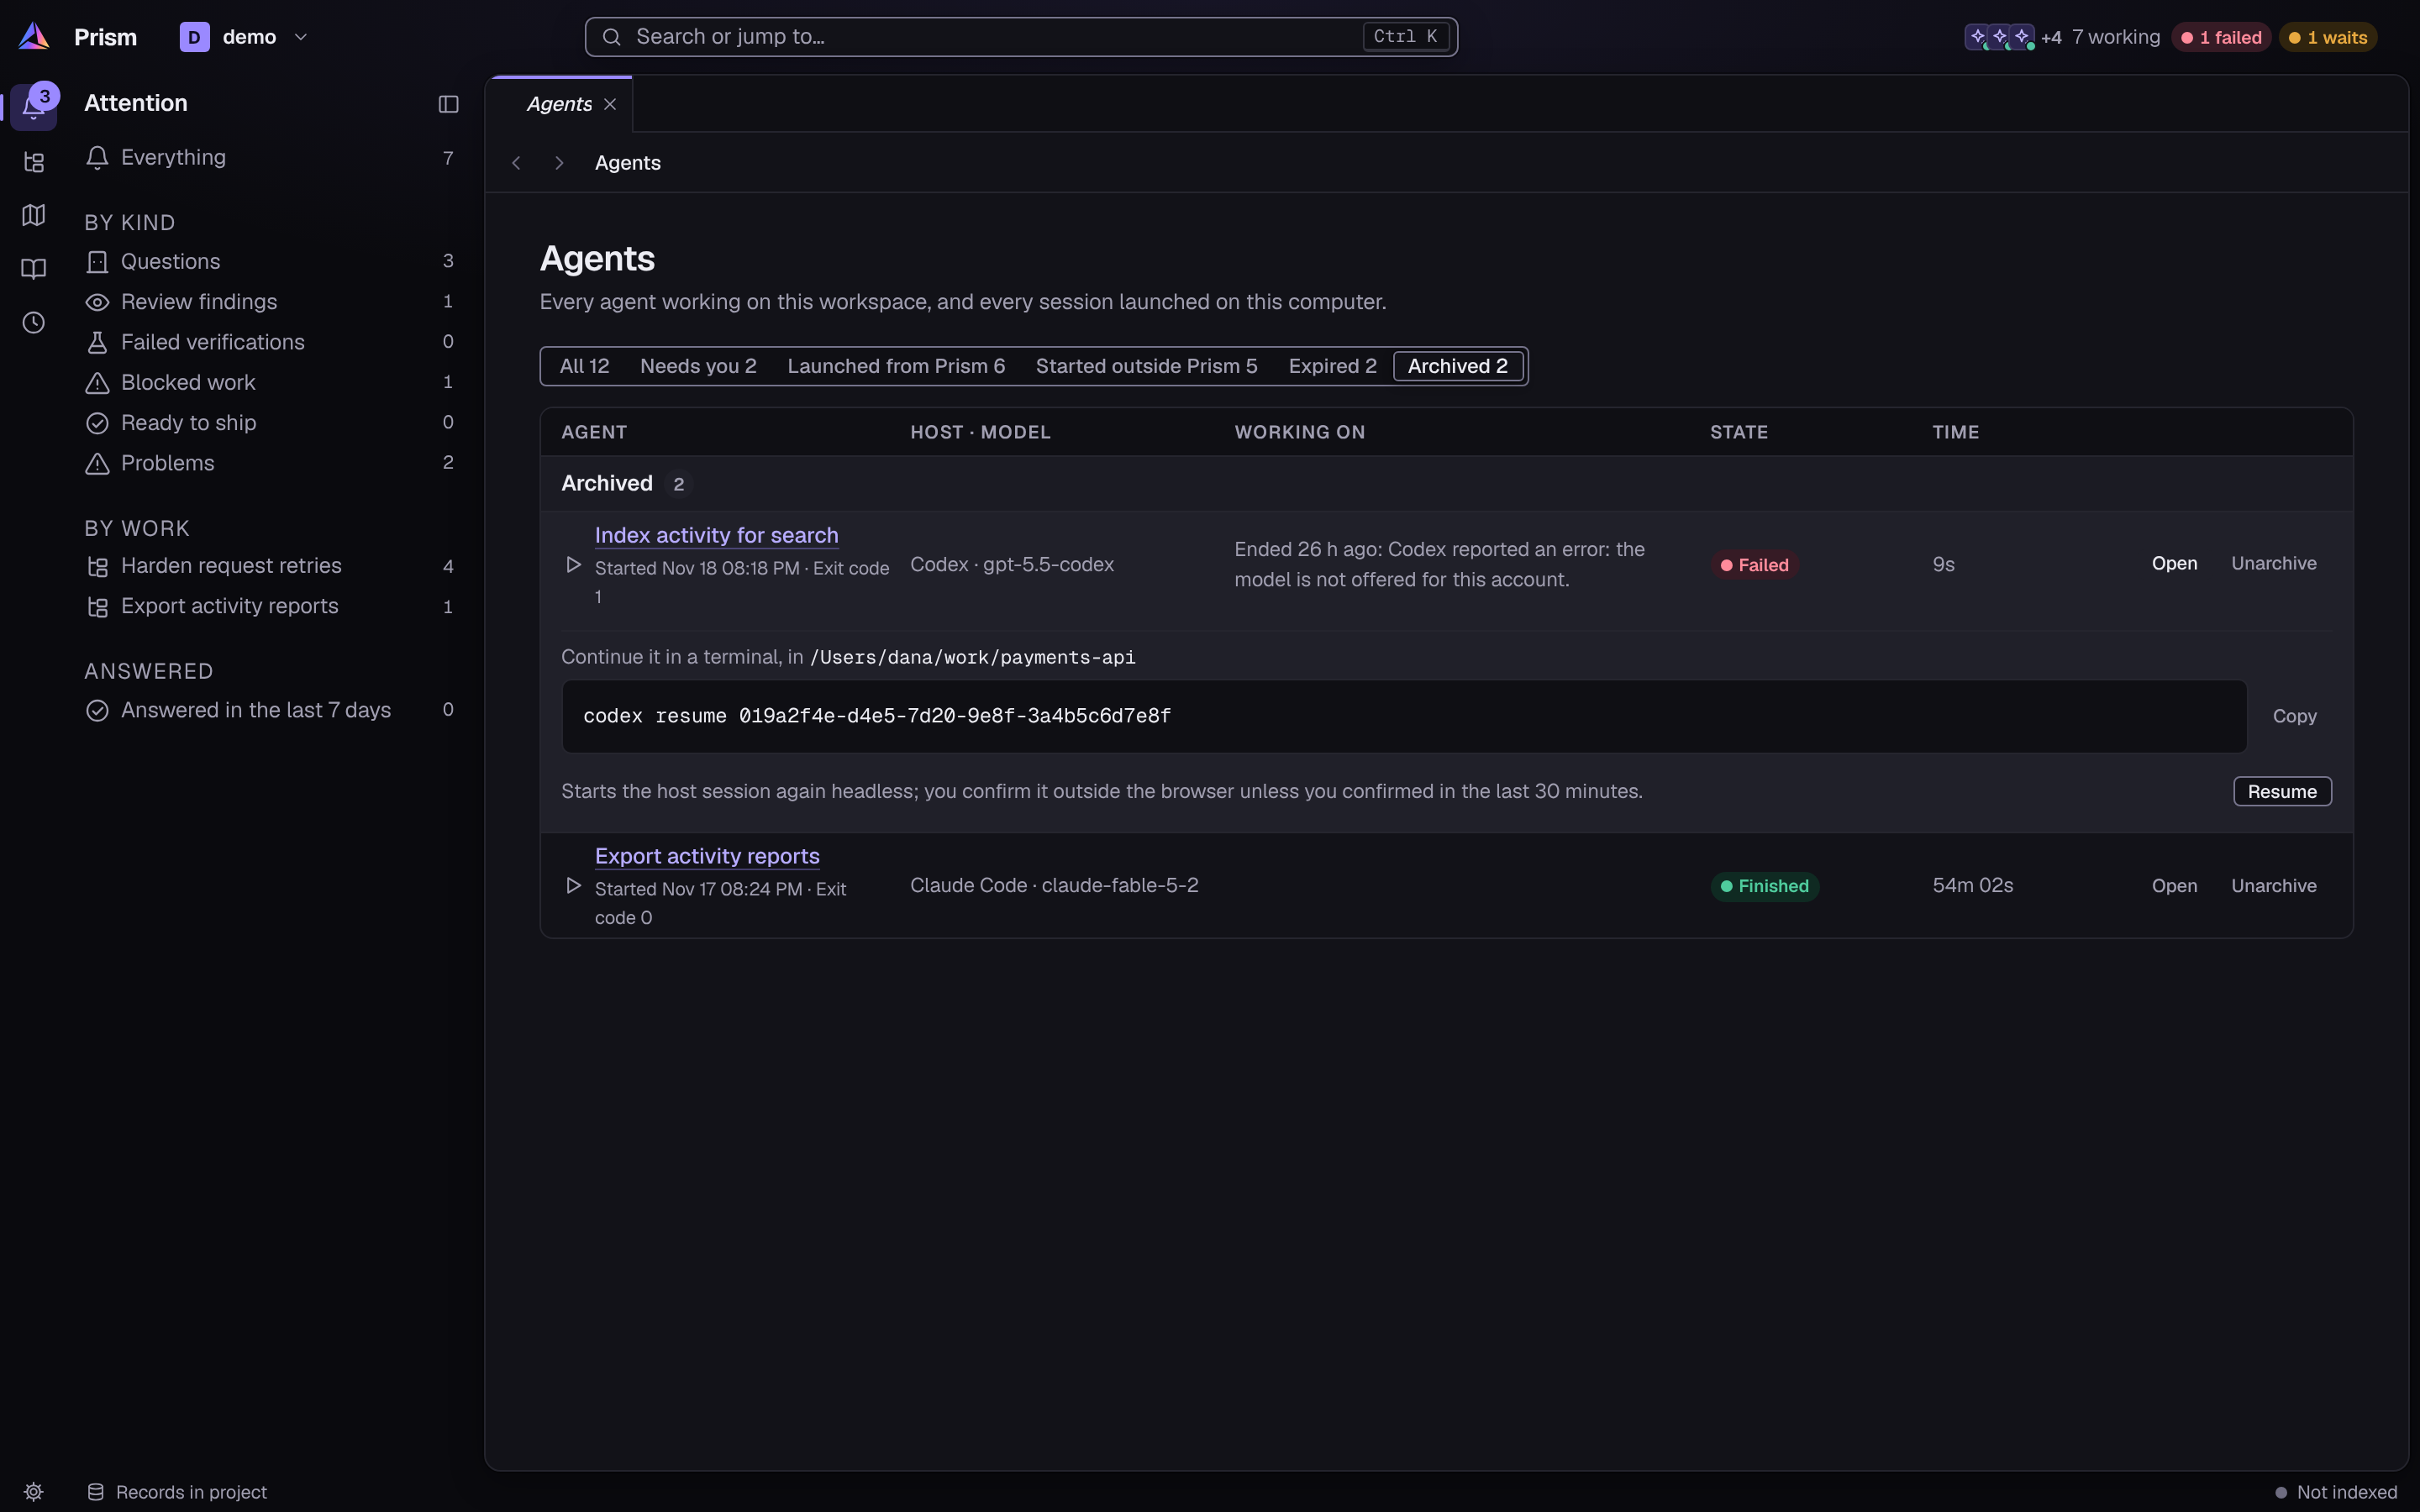 Prism
D demo
Search or jump to...
Ctrl K
+4 7 working
1 failed
1 waits
3
Attention
Everything 7
BY KIND
Questions 3
Review findings 1
Failed verifications 0
Blocked work 1
Ready to ship 0
Problems 2
BY WORK
Harden request retries 4
Export activity reports 1
ANSWERED
Answered in the last 7 days 0
Agents
Agents
Agents
Every agent working on this workspace, and every session launched on this computer.
All 12 Needs you 2 Launched from Prism 6 Started outside Prism 5 Expired 2 Archived 2
AGENT HOST · MODEL WORKING ON STATE TIME
Archived 2
Index activity for search
Started Nov 18 08:18 PM · Exit code
1
Codex · gpt-5.5-codex
Ended 26 h ago: Codex reported an error: the
model is not offered for this account.
Failed
9s
Open
Unarchive
Continue it in a terminal, in /Users/dana/work/payments-api
codex resume 019a2f4e-d4e5-7d20-9e8f-3a4b5c6d7e8f
Copy
Starts the host session again headless; you confirm it outside the browser unless you confirmed in the last 30 minutes.
Resume
Export activity reports
Started Nov 17 08:24 PM · Exit
code 0
Claude Code · claude-fable-5-2
Finished
54m 02s
Open
Unarchive
Records in project
Not indexed